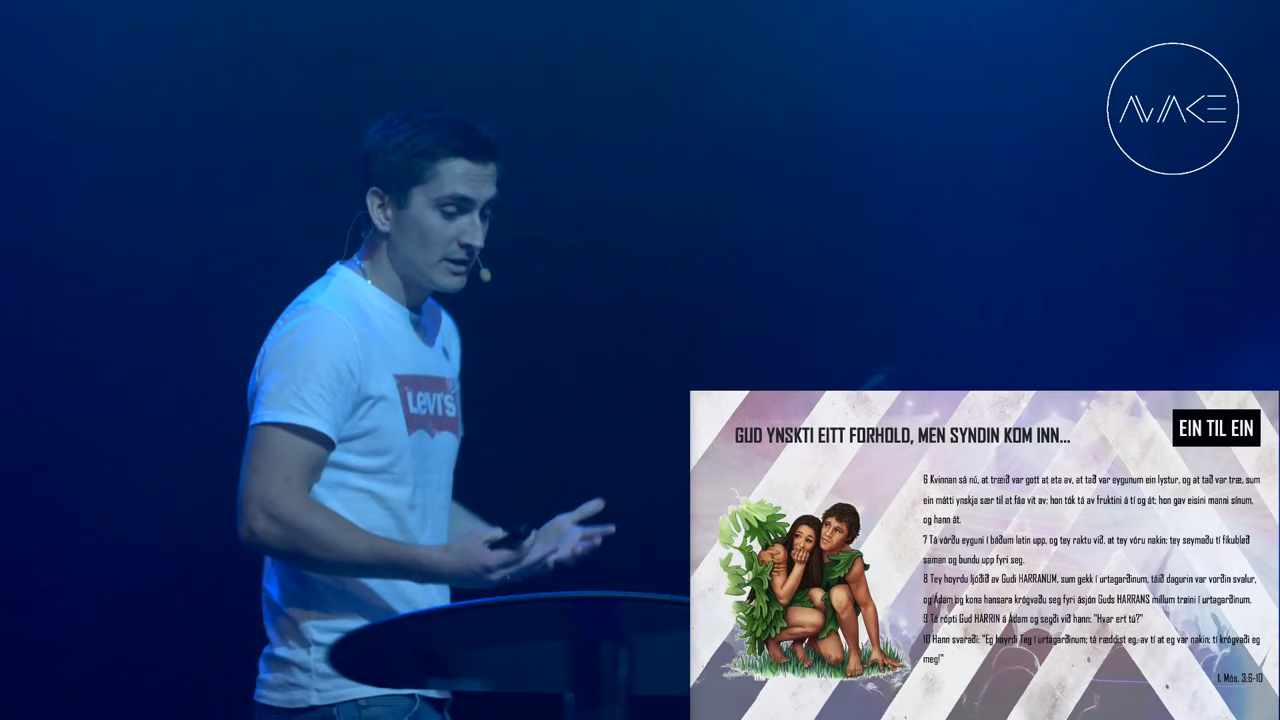 AVAKE
LEVI'S
GUD YNSKTI EITT FORHOLD, MEN SYNDIN KOM INN...
EIN TIL EIN
6 Kvinnan sá nú, at træið var gott at eta av, at tað var eygunum ein lystur, og at tað var træ, sum
ein mátti ynskja sær til at fáa vit av; hon tók tá av fruktini á tí og át; hon gav eisini manni sínum,
og hann át.
7 Tá vórðu eyguni í báðum latin upp, og tey raktu við, at tey vóru nakin; tey seymaðu tí fikubløð
saman og bundu upp fyri seg.
8 Tey hoyrdu ljóðið av Gudi HARRANUM, sum gekk í urtagarðinum, táið dagurin var vorðin svalur,
og Ádam og kona hansara krógvaðu seg fyri ásjón Guds HARRANS millum trøini í urtagarðinum.
9 Tá rópti Gud HARRIN á Ádam og segði við hann: "Hvar ert tú?"
10 Hann svaraði: "Eg hoyrdi Teg í urtagarðinum; tá ræddist eg, av tí at eg var nakin; tí krógvaði eg
meg!"
1. Mós. 3:6-10